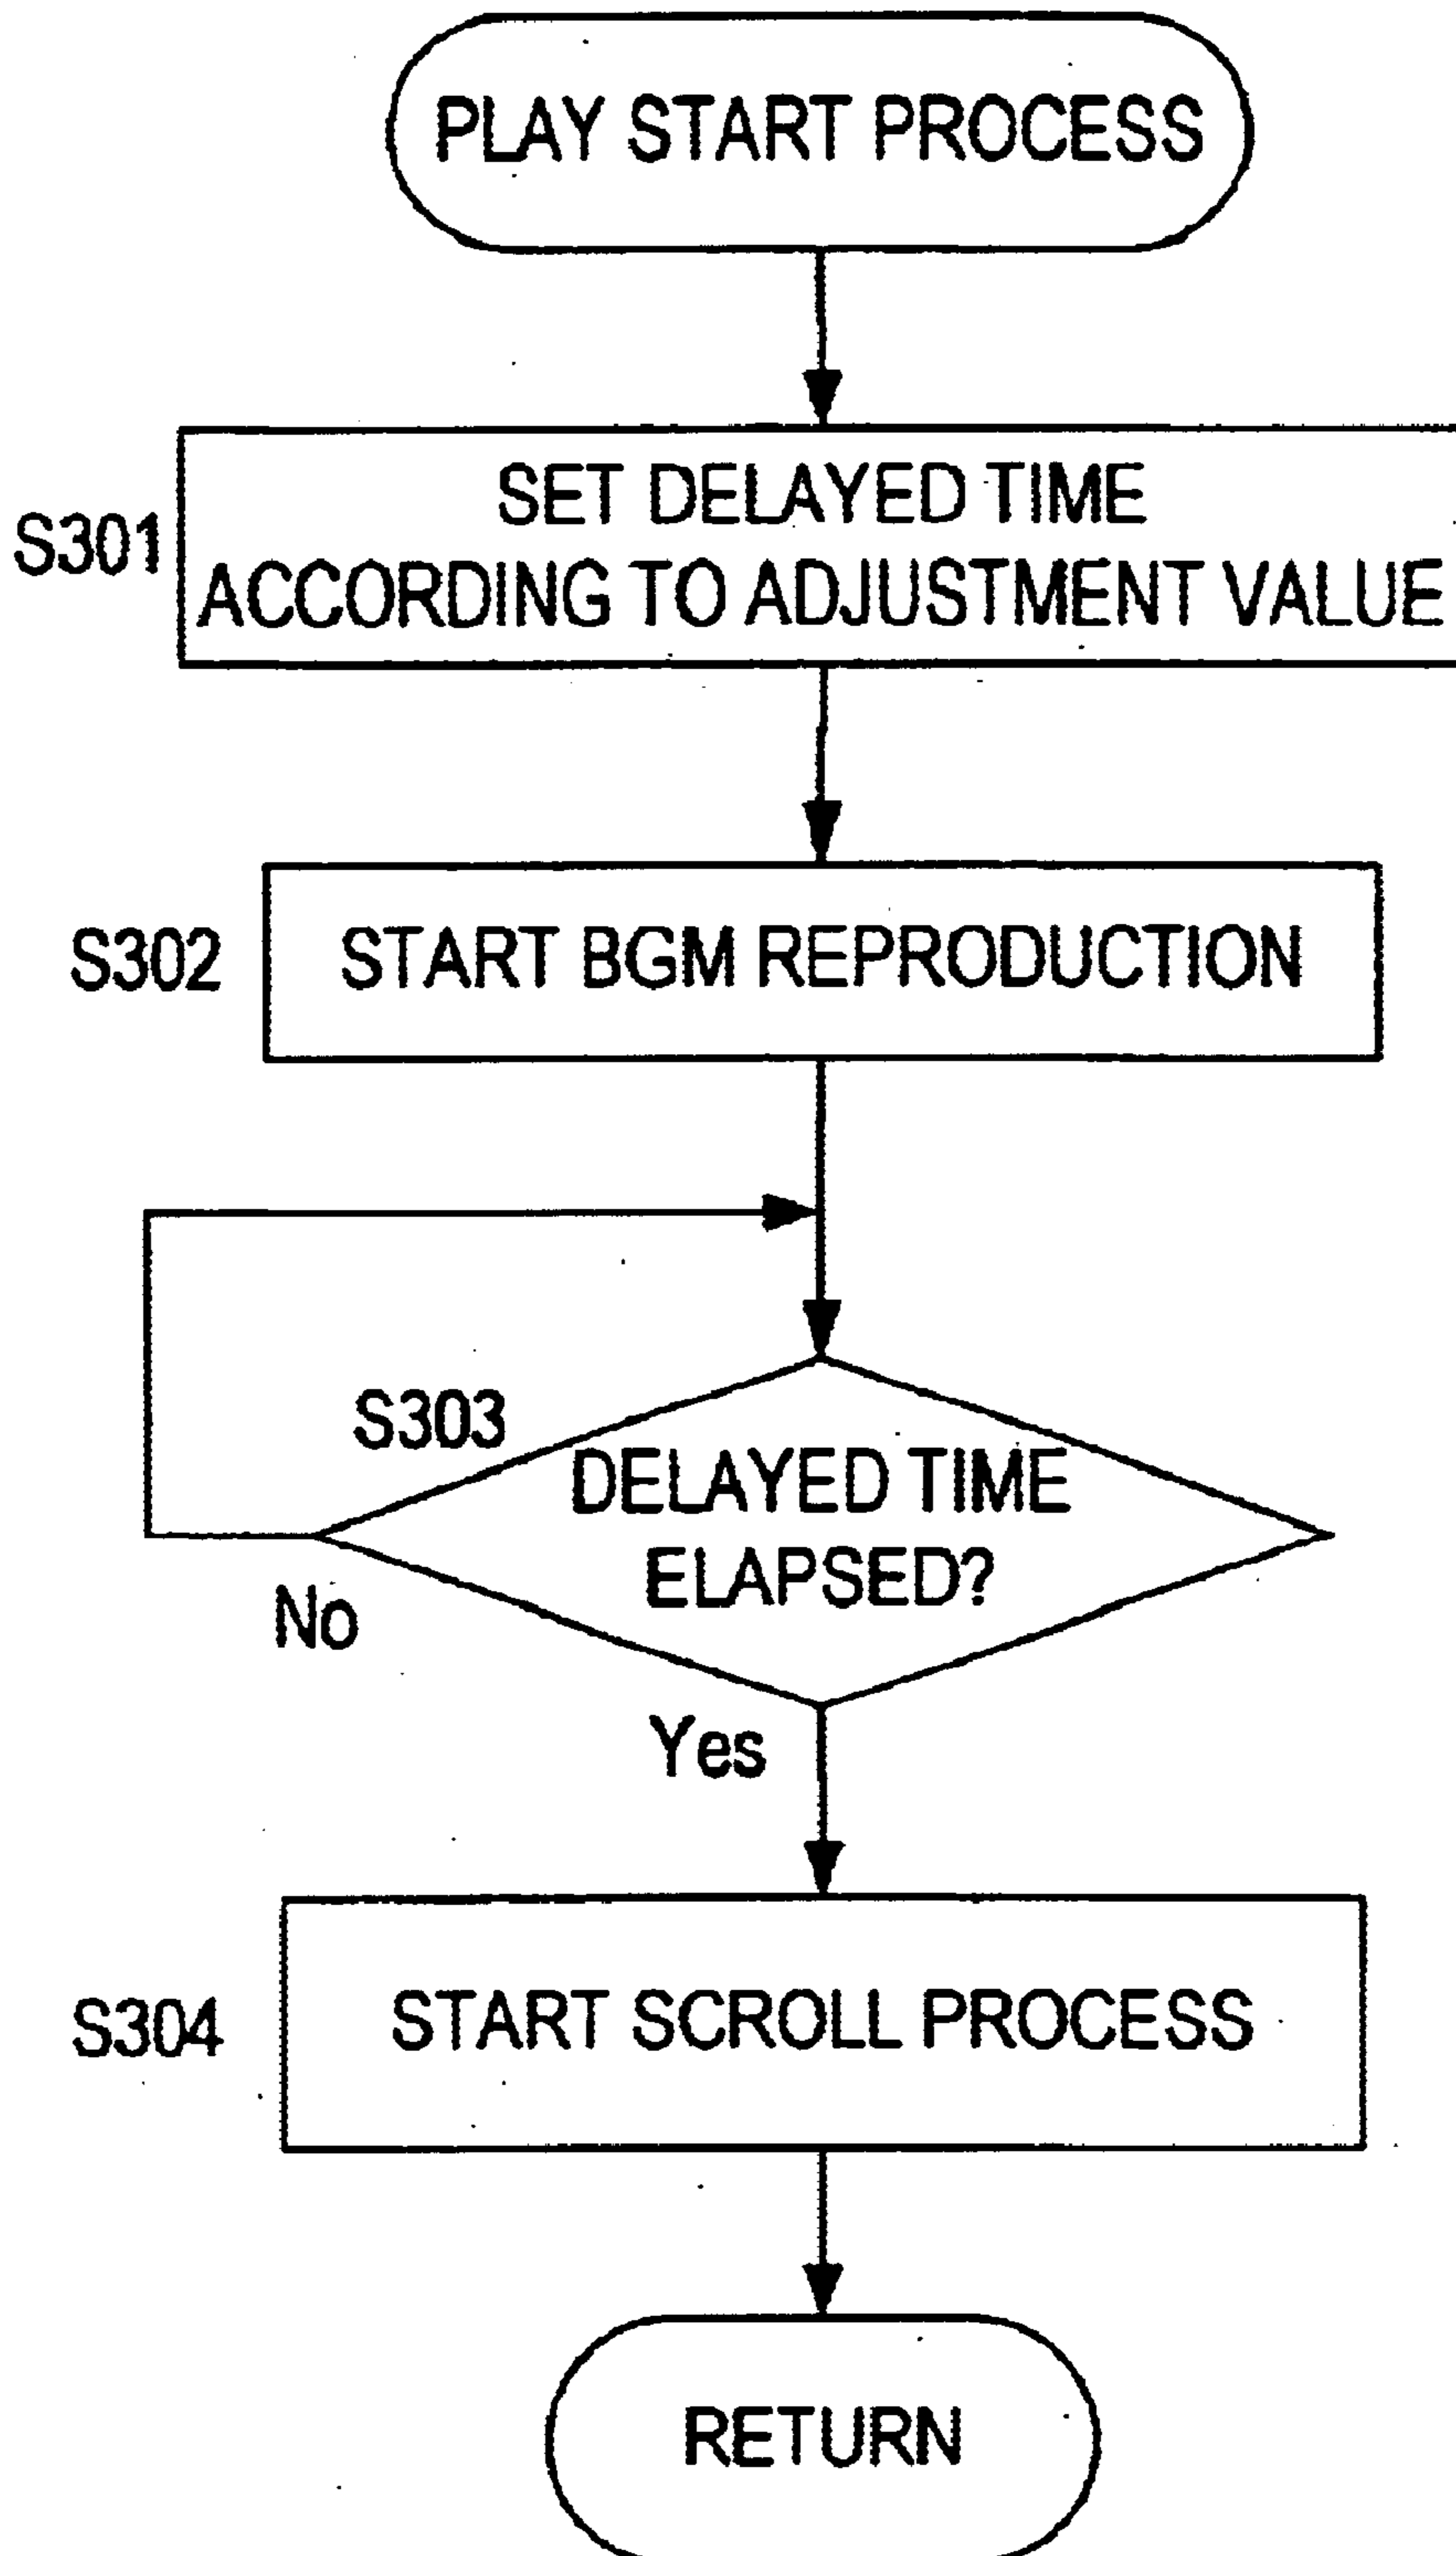 PLAY START PROCESS
S301
SET DELAYED TIME
ACCORDING TO ADJUSTMENT VALUE
S302
START BGM REPRODUCTION
S303
DELAYED TIME
ELAPSED?
No
Yes
S304
START SCROLL PROCESS
RETURN